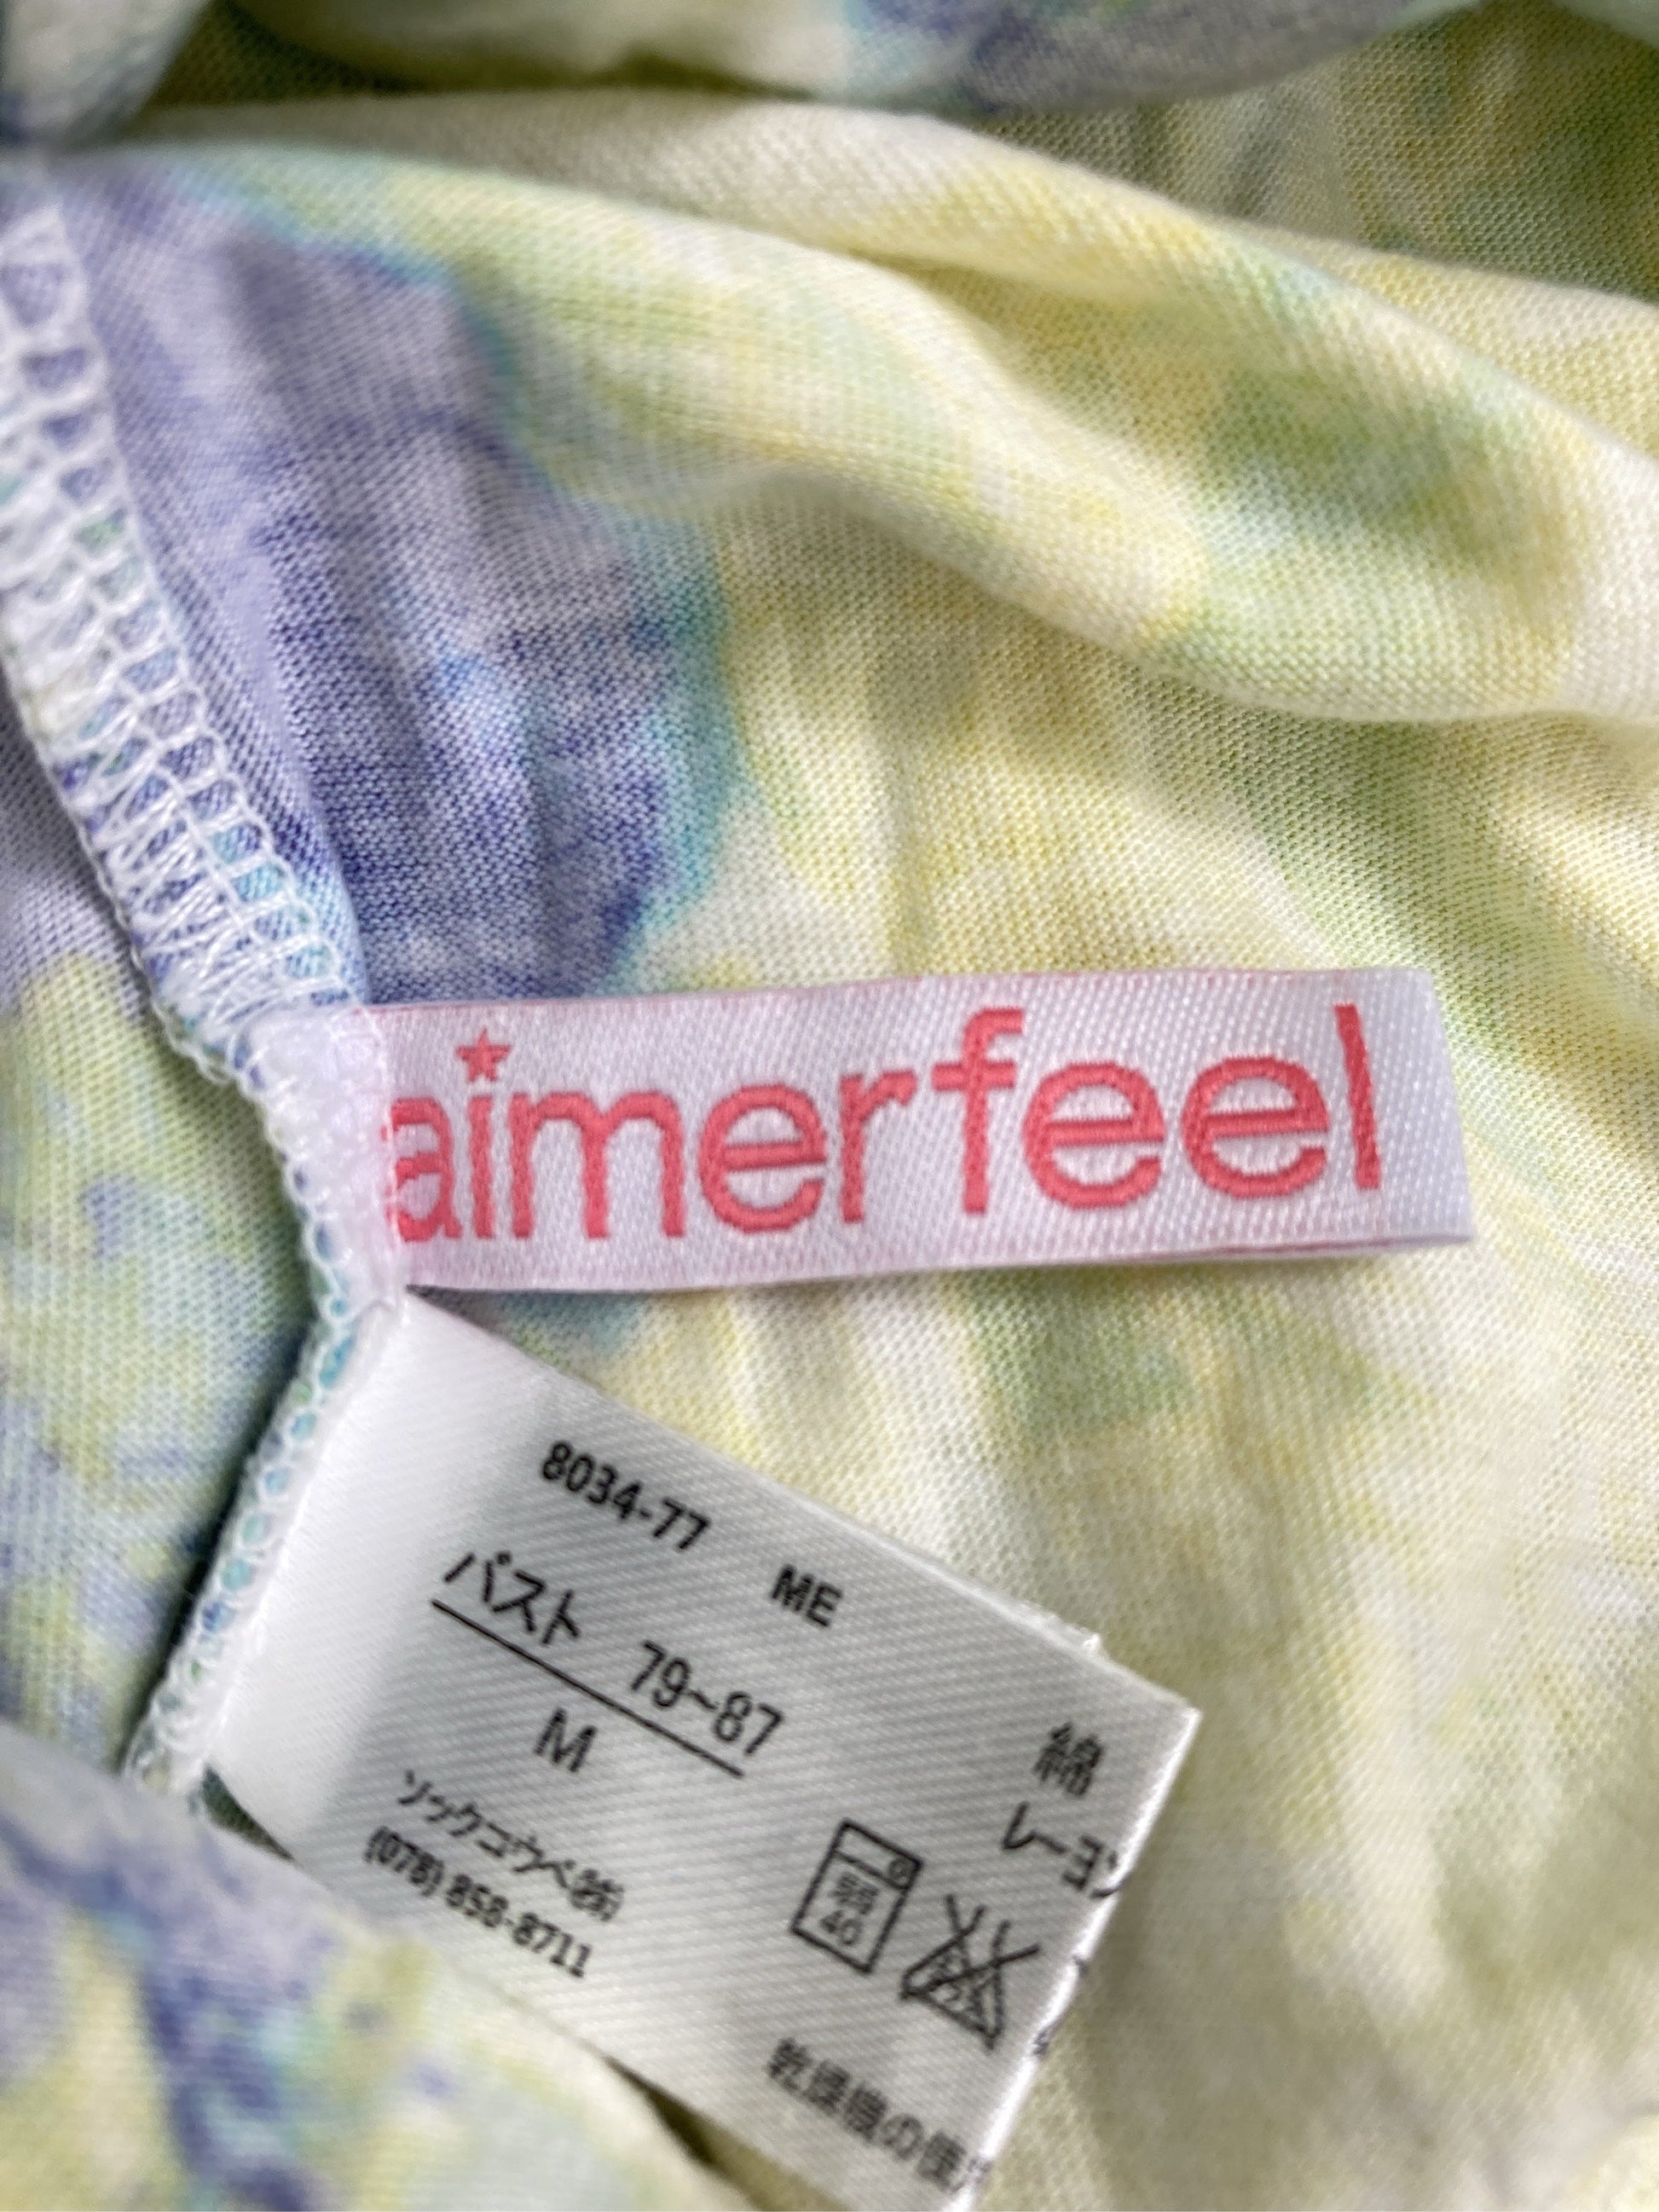 aimerfeel
8034-77 ME
バスト 79~87
M
ソックコウベ㈱
(078) 858-8711
綿
レーヨン
弱
40
乾燥機の使